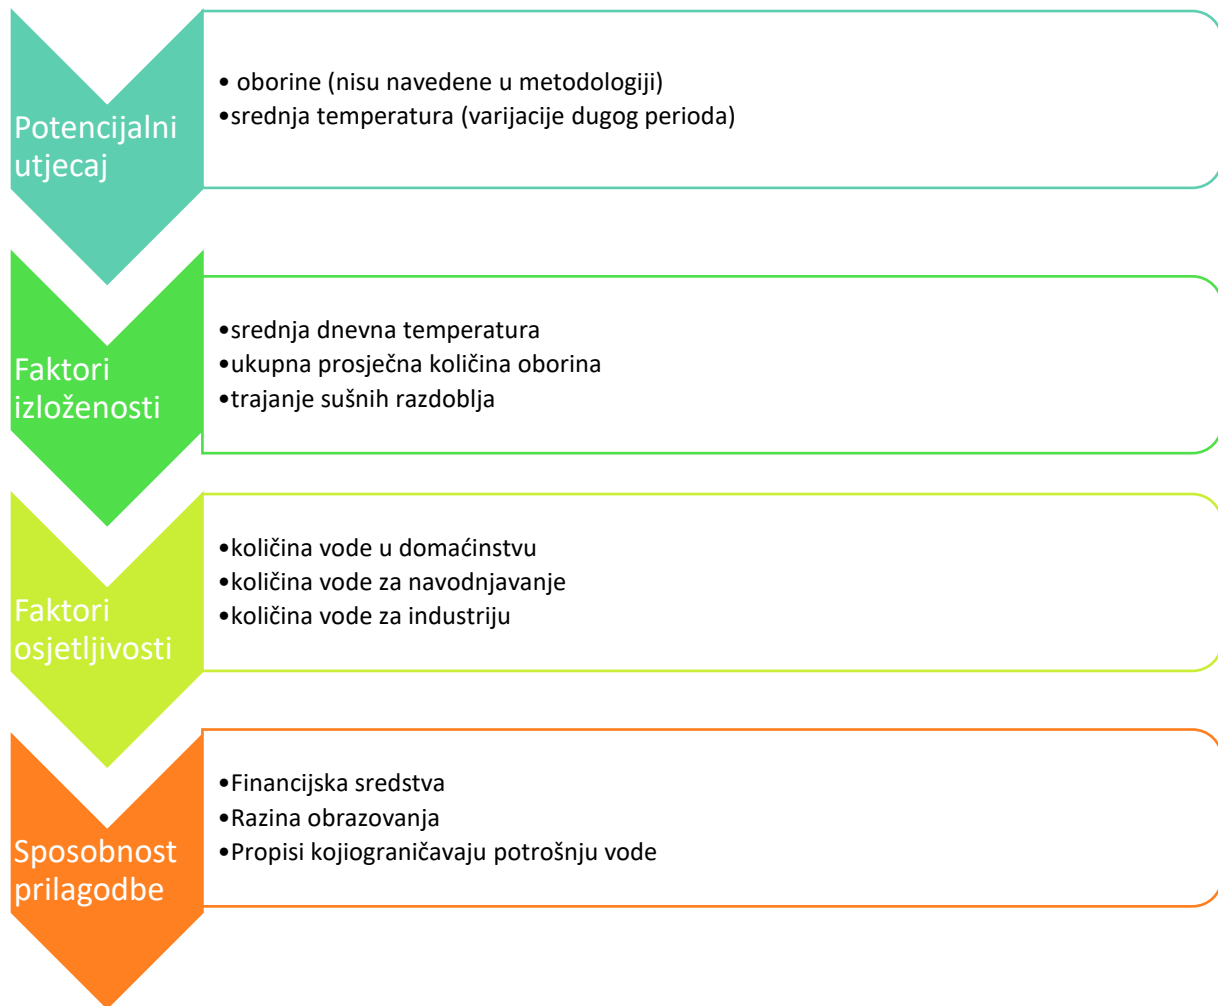 Potencijalni
utjecaj
• oborine (nisu navedene u metodologiji)
•srednja temperatura (varijacije dugog perioda)
Faktori
izloženosti
•srednja dnevna temperatura
•ukupna prosječna količina oborina
•trajanje sušnih razdoblja
Faktori
osjetljivosti
•količina vode u domaćinstvu
•količina vode za navodnjavanje
•količina vode za industriju
Sposobnost
prilagodbe
•Financijska sredstva
•Razina obrazovanja
•Propisi kojiograničavaju potrošnju vode